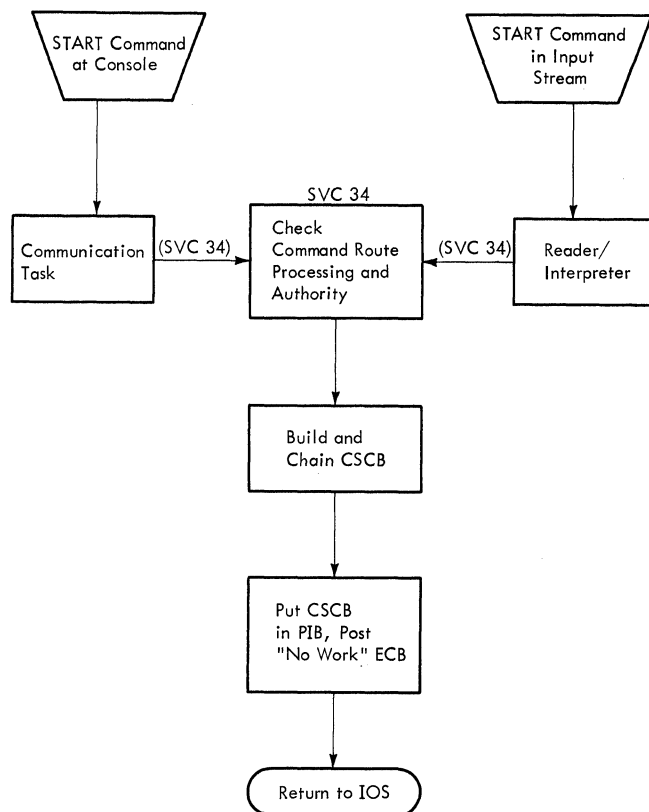 START Command
at Console
START Command
in Input
Stream
SVC 34
Communication
Task
(SVC 34)
Check
Command Route
Processing and
Authority
(SVC 34)
Reader/
Interpreter
Build and
Chain CSCB
Put CSCB
in PIB, Post
"No Work" ECB
Return to IOS